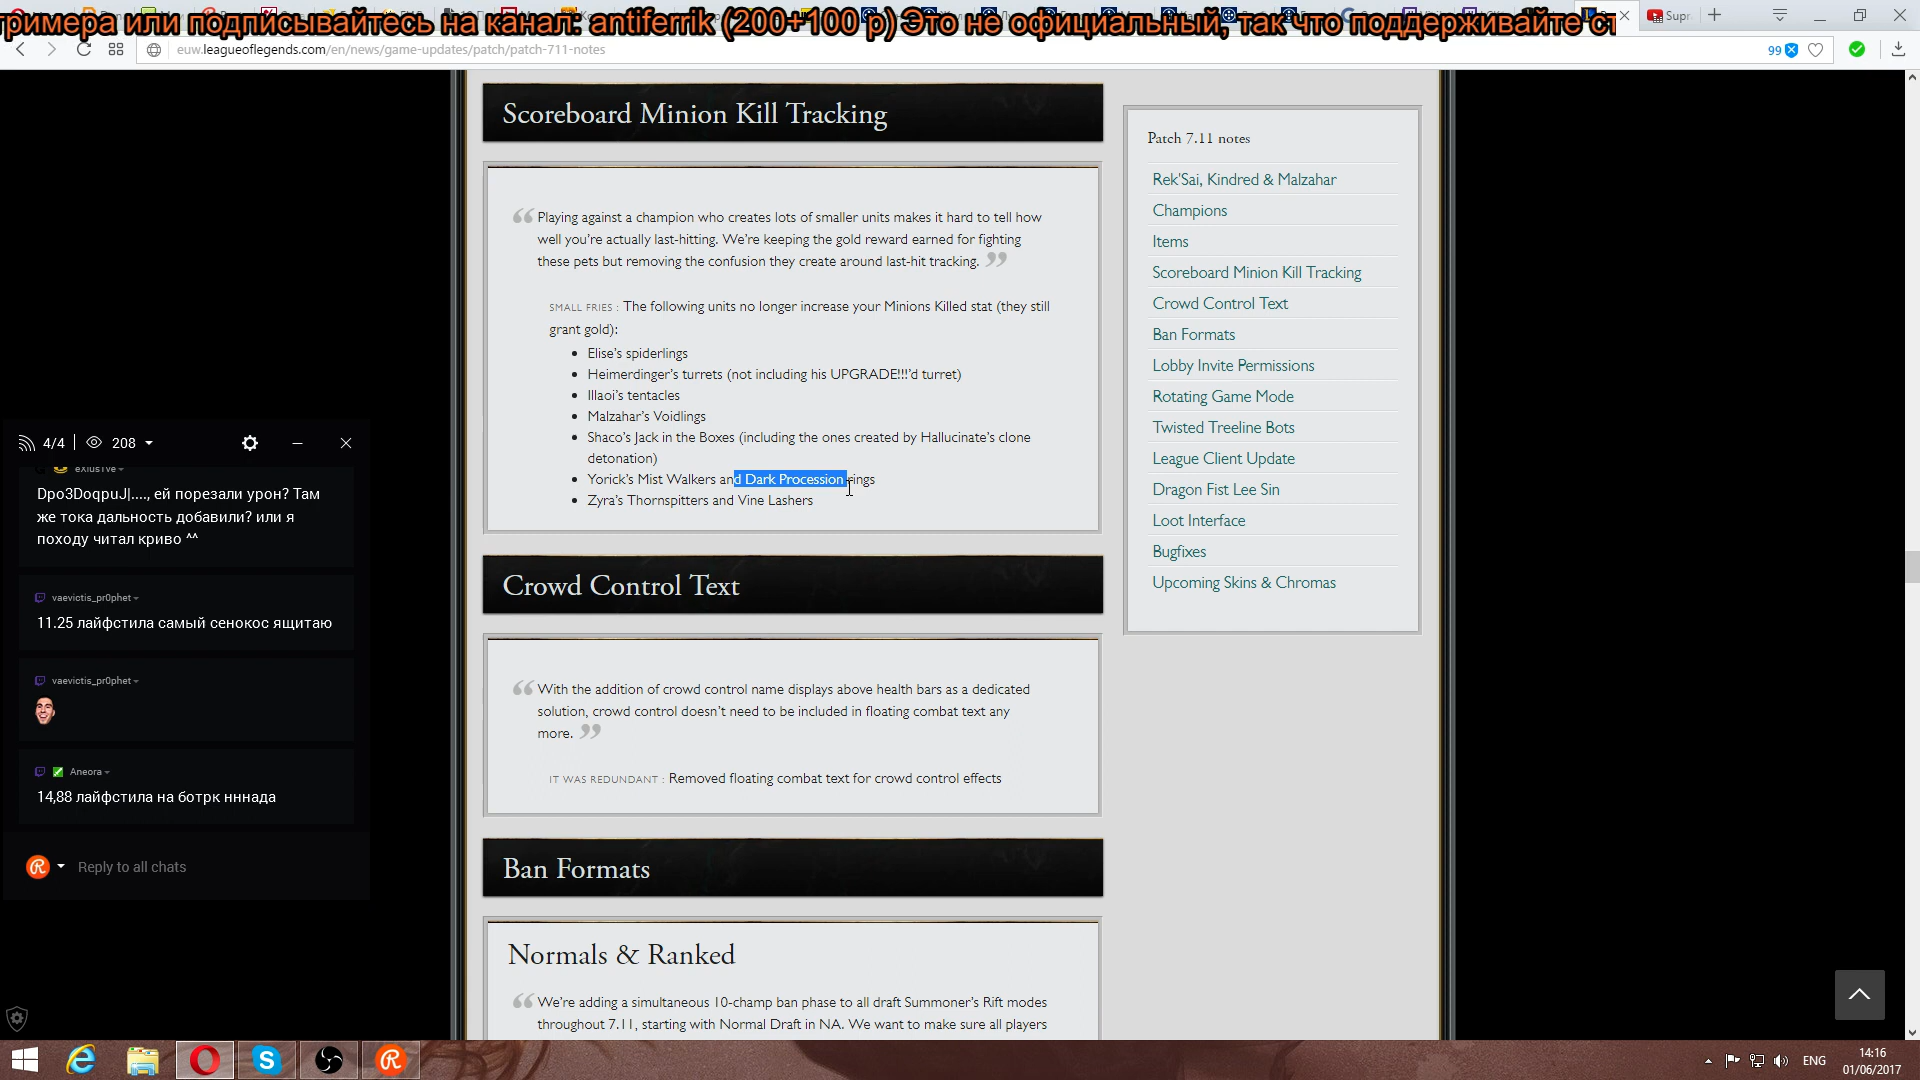 тримера или подписывайтесь на канал: antiferrik (200+100 р) Это не официальный, так что поддерживайте ст
Supr
euw.leagueoflegends.com/en/news/game-updates/patch/patch-711-notes
99
Scoreboard Minion Kill Tracking
Playing against a champion who creates lots of smaller units makes it hard to tell how
well you're actually last-hitting. We're keeping the gold reward earned for fighting
these pets but removing the confusion they create around last-hit tracking.
SMALL FRIES : The following units no longer increase your Minions Killed stat (they still
grant gold):
Elise's spiderlings
Heimerdinger's turrets (not including his UPGRADE!!!'d turret)
Illaoi's tentacles
Malzahar's Voidlings
Shaco's Jack in the Boxes (including the ones created by Hallucinate's clone
detonation)
Yorick's Mist Walkers and Dark Procession rings
Zyra's Thornspitters and Vine Lashers
Crowd Control Text
With the addition of crowd control name displays above health bars as a dedicated
solution, crowd control doesn't need to be included in floating combat text any
more.
IT WAS REDUNDANT : Removed floating combat text for crowd control effects
Ban Formats
Normals & Ranked
We're adding a simultaneous 10-champ ban phase to all draft Summoner's Rift modes
throughout 7.11, starting with Normal Draft in NA. We want to make sure all players
Patch 7.11 notes
Rek'Sai, Kindred & Malzahar
Champions
Items
Scoreboard Minion Kill Tracking
Crowd Control Text
Ban Formats
Lobby Invite Permissions
Rotating Game Mode
Twisted Treeline Bots
League Client Update
Dragon Fist Lee Sin
Loot Interface
Bugfixes
Upcoming Skins & Chromas
4/4
208
eXlus1ve
Dpo3DoqpuJ|...., ей порезали урон? Там
же тока дальность добавили? или я
походу читал криво ^^
vaevictis_pr0phet
11.25 лайфстила самый сенокос ящитаю
vaevictis_pr0phet
Aneora
14,88 лайфстила на ботрк нннада
Reply to all chats
ENG
14:16
01/06/2017